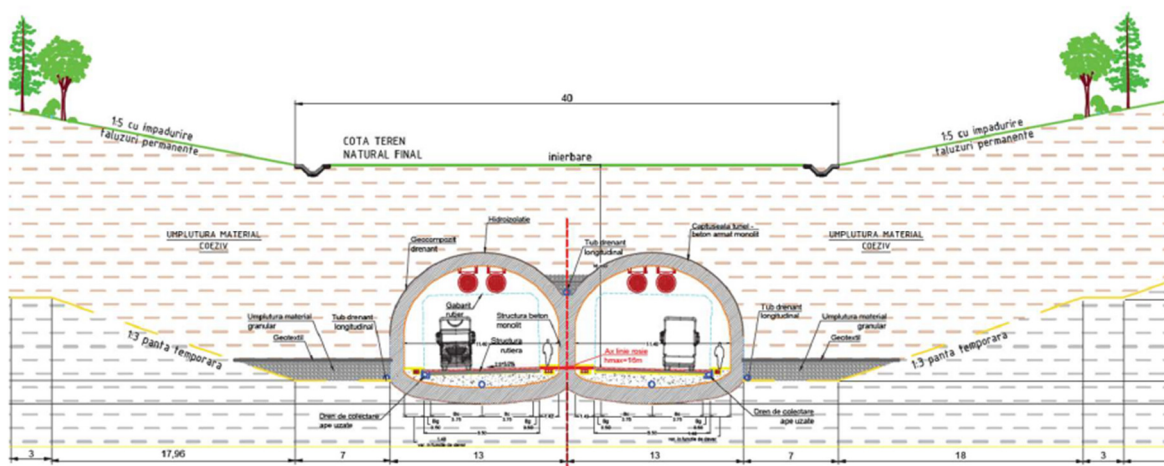 40
1:5 cu impadurire
taluzuri permanente
COTA TEREN
NATURAL FINAL
inierbare
1:5 cu impadurire
taluzuri permanente
Hidroizolatie
UMPLUTURA MATERIAL
COEZIV
Geocompozit
drenant
Tub drenant
longitudinal
Captuseala tunel -
beton armat monolit
UMPLUTURA MATERIAL
COEZIV
Umplutura material
granular
Geotextil
Tub drenant
longitudinal
Gabarit
rutier
Structura beton
monolit
Structura
rutiera
Ax linie rosie
hmax=16m
Tub drenant
longitudinal
Umplutura material
granular
Geotextil
1:3 panta temporara
1:3 panta temporara
Dren de colectare
ape uzate
Dren de colectare
ape uzate
3
17,96
7
13
13
7
18
3